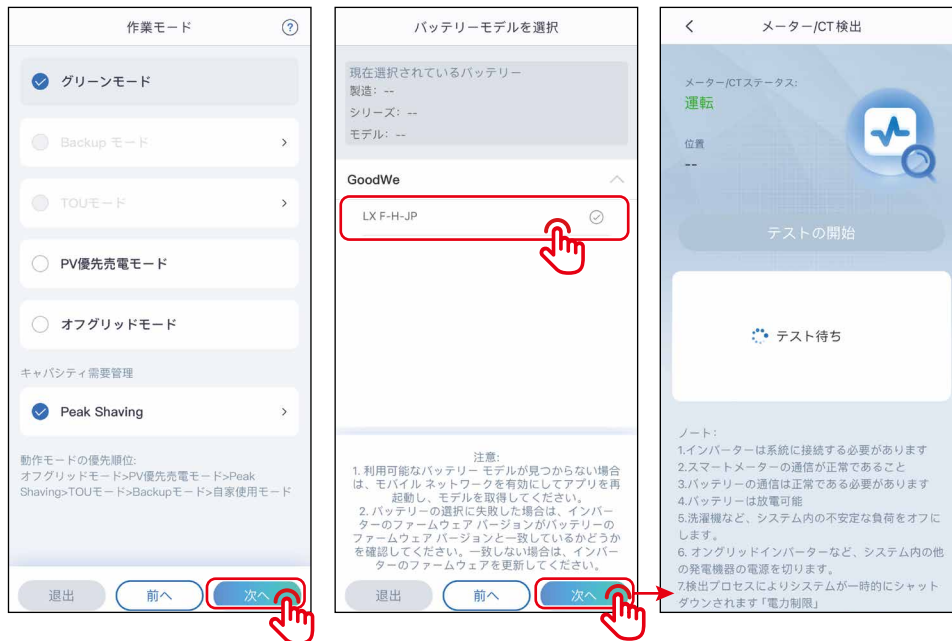 作業モード
?
グリーンモード
Backup モード
TOUモード
PV優先売電モード
オフグリッドモード
キャパシティ需要管理
Peak Shaving
動作モードの優先順位:
オフグリッドモード>PV優先売電モード>Peak
Shaving>TOUモード>Backupモード>自家使用モード
退出
前へ
次へ
バッテリーモデルを選択
現在選択されているバッテリー
製造: --
シリーズ: --
モデル: --
GoodWe
LX F-H-JP
注意:
1. 利用可能なバッテリー モデルが見つからない場合
は、モバイル ネットワークを有効にしてアプリを再
起動し、モデルを取得してください。
2. バッテリーの選択に失敗した場合は、インバー
ターのファームウェア バージョンがバッテリーの
ファームウェア バージョンと一致しているかどうか
を確認してください。一致しない場合は、インバー
ターのファームウェアを更新してください。
退出
前へ
次へ
メーター/CT検出
メーター/CTステータス:
運転
位置
--
テストの開始
テスト待ち
ノート:
1.インバーターは系統に接続する必要があります
2.スマートメーターの通信が正常であること
3.バッテリーの通信は正常である必要があります
4.バッテリーは放電可能
5.洗濯機など、システム内の不安定な負荷をオフに
します。
6. オングリッドインバーターなど、システム内の他
の発電機器の電源を切ります。
7.検出プロセスによりシステムが一時的にシャット
ダウンされます「電力制限」